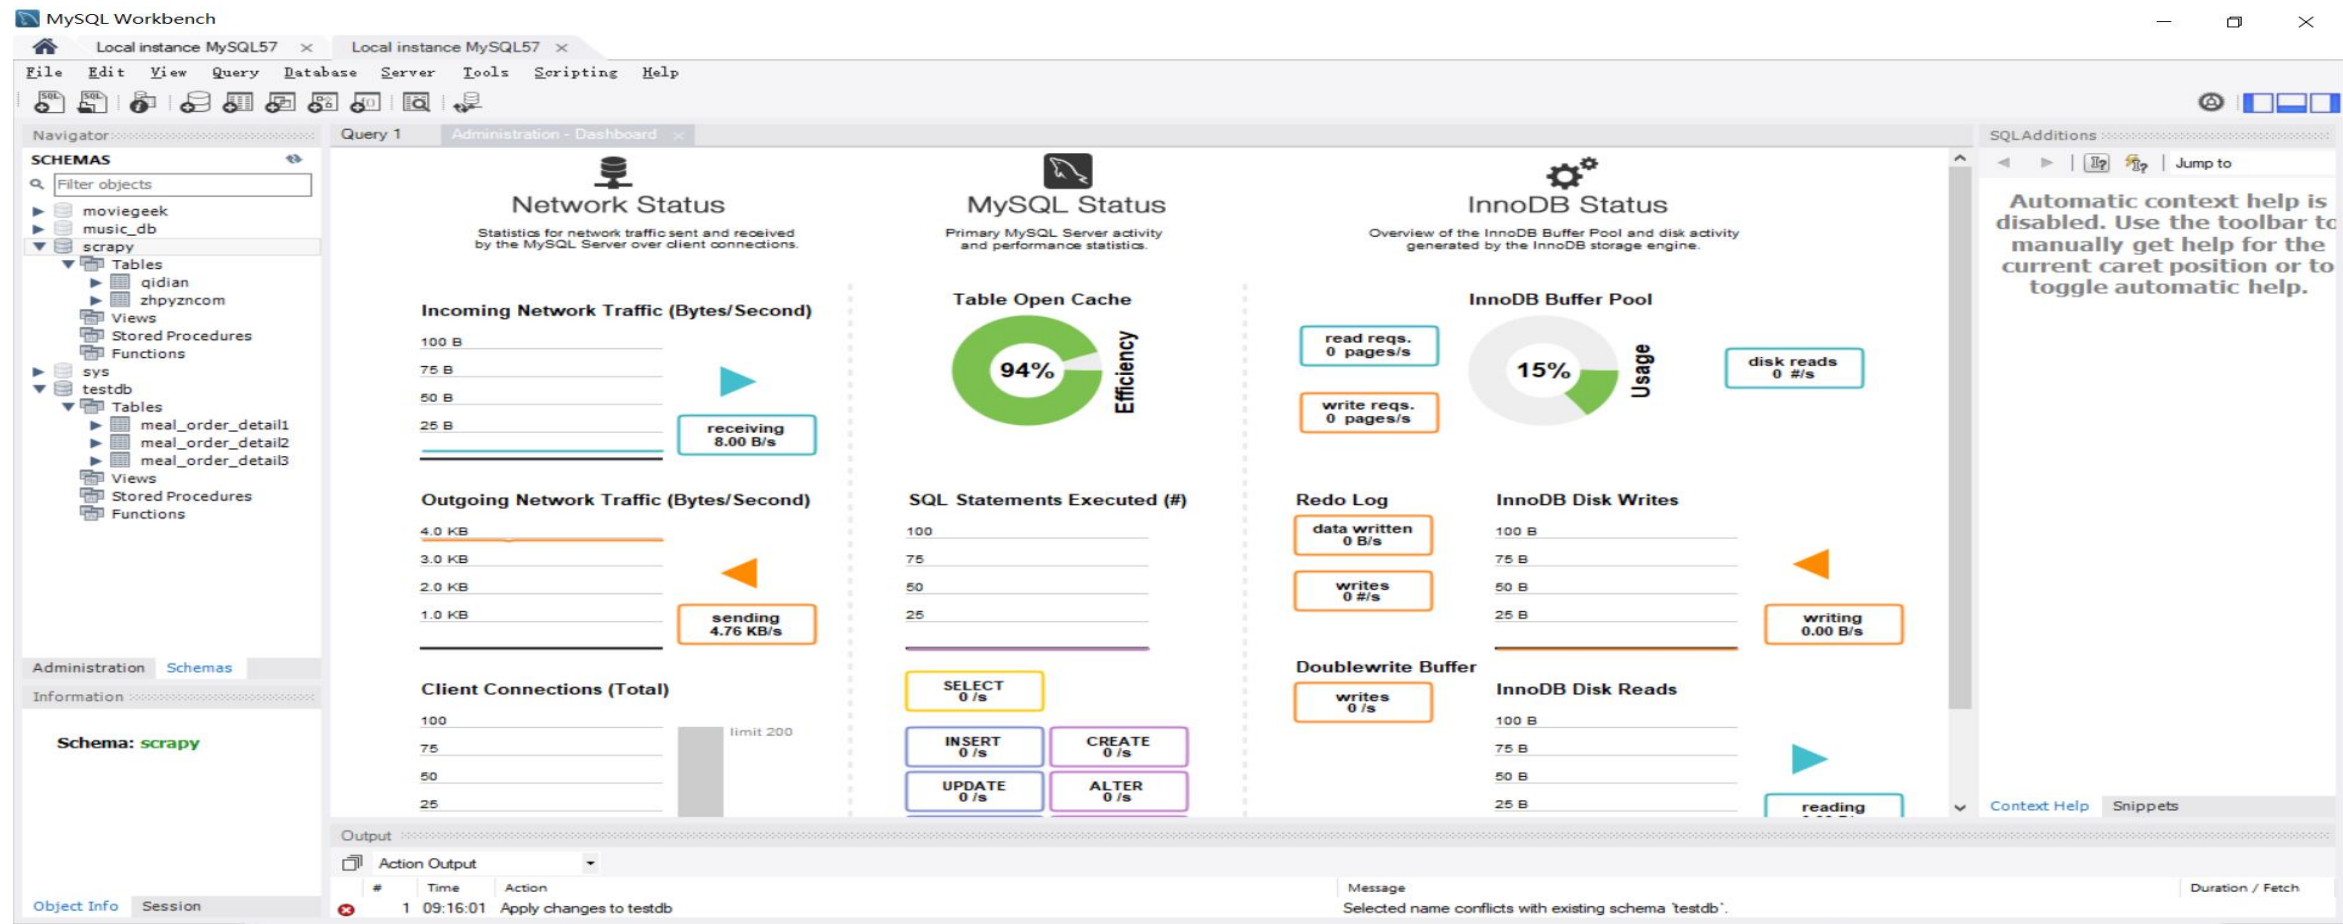 MySQL Workbench
Local instance MySQL57 ×
Local instance MySQL57 ×
File Edit View Query Database Server Tools Scripting Help
Navigator
SCHEMAS
Filter objects
moviegeek
music_db
scrapy
Tables
qidian
zhpyzncom
Views
Stored Procedures
Functions
sys
testdb
Tables
meal_order_detail1
meal_order_detail2
meal_order_detail3
Views
Stored Procedures
Functions
Administration Schemas
Information
Schema: scrapy
Object Info Session
Query 1 Administration - Dashboard ×
Network Status
Statistics for network traffic sent and received
by the MySQL Server over client connections.
Incoming Network Traffic (Bytes/Second)
100 B
75 B
50 B
25 B
receiving
8.00 B/s
Outgoing Network Traffic (Bytes/Second)
4.0 KB
3.0 KB
2.0 KB
1.0 KB
sending
4.76 KB/s
Client Connections (Total)
100
75
50
25
limit 200
MySQL Status
Primary MySQL Server activity
and performance statistics.
Table Open Cache
94%
Efficiency
SQL Statements Executed (#)
100
75
50
25
SELECT
0 /s
INSERT
0 /s
CREATE
0 /s
UPDATE
0 /s
ALTER
0 /s
InnoDB Status
Overview of the InnoDB Buffer Pool and disk activity
generated by the InnoDB storage engine.
InnoDB Buffer Pool
read reqs.
0 pages/s
write reqs.
0 pages/s
15%
Usage
disk reads
0 #/s
Redo Log
data written
0 B/s
writes
0 #/s
Doublewrite Buffer
writes
0 /s
InnoDB Disk Writes
100 B
75 B
50 B
25 B
writing
0.00 B/s
InnoDB Disk Reads
100 B
75 B
50 B
25 B
reading
SQLAdditions
Jump to
Automatic context help is
disabled. Use the toolbar to
manually get help for the
current caret position or to
toggle automatic help.
Context Help Snippets
Output
Action Output
# Time Action Message Duration / Fetch
1 09:16:01 Apply changes to testdb Selected name conflicts with existing schema `testdb`.